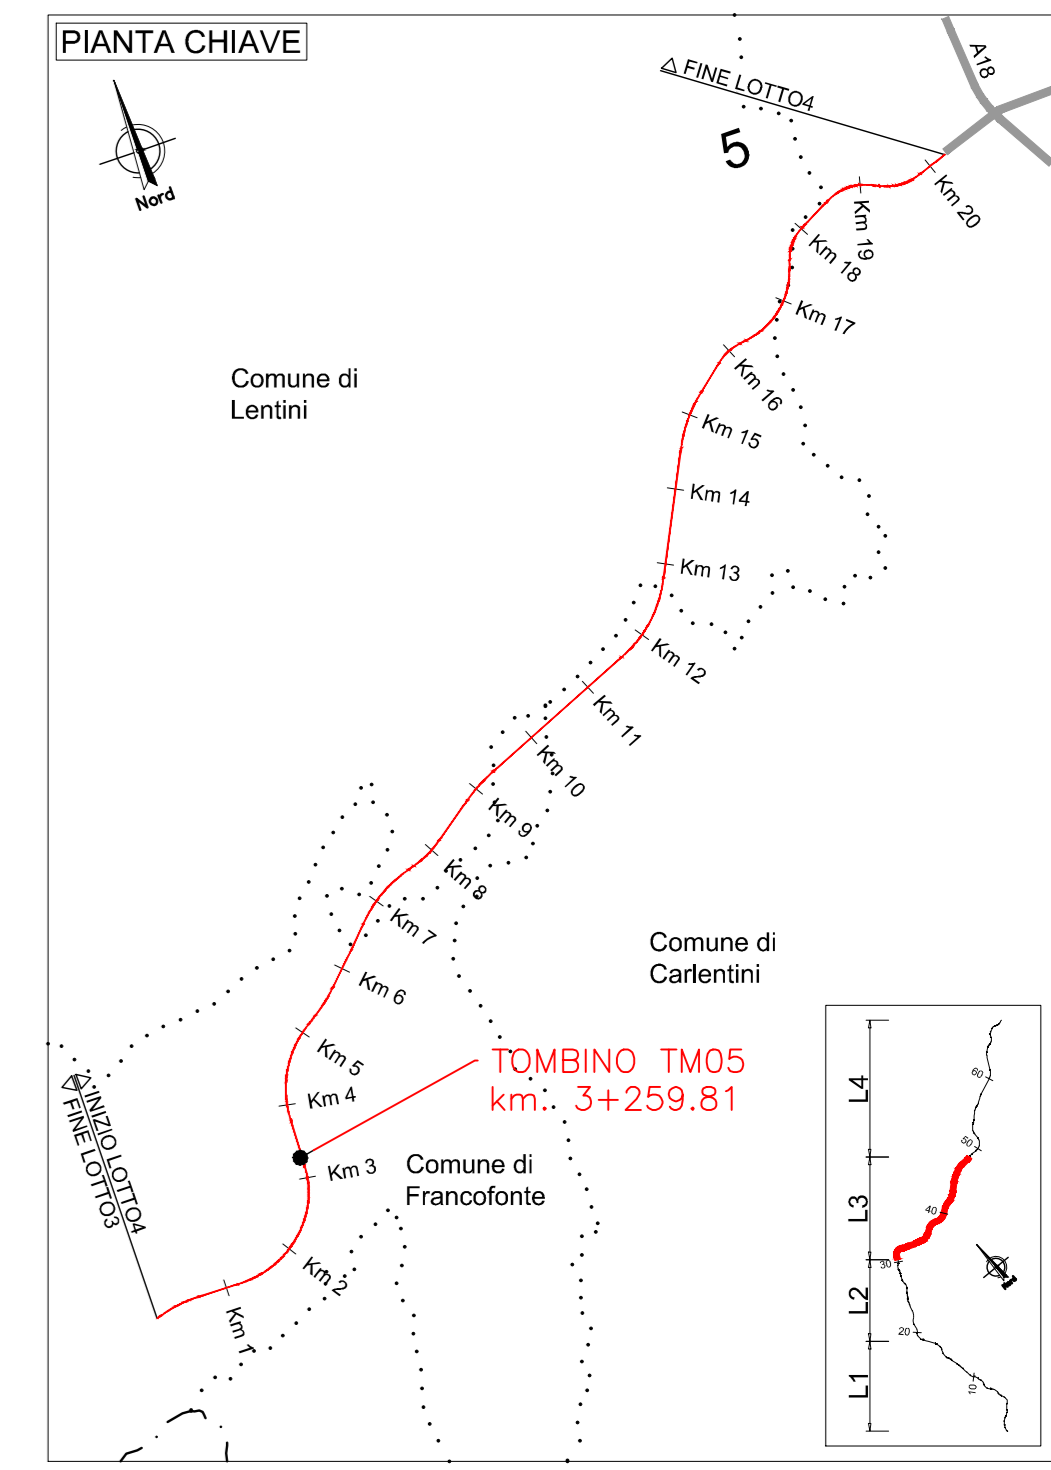 PIANTA CHIAVE
Nord
FINE LOTTO4
A18
5
Km 20
Km 19
Km 18
Km 17
Km 16
Km 15
Km 14
Km 13
Km 12
Km 11
Km 10
Km 9
Km 8
Km 7
Km 6
Km 5
Km 4
Km 3
Km 2
Km 1
Comune di
Lentini
Comune di
Carlentini
TOMBINO TM05
km. 3+259.81
Comune di
Francofonte
INIZIO LOTTO4
FINE LOTTO3
L4
L3
L2
L1
60
50
40
30
20
10